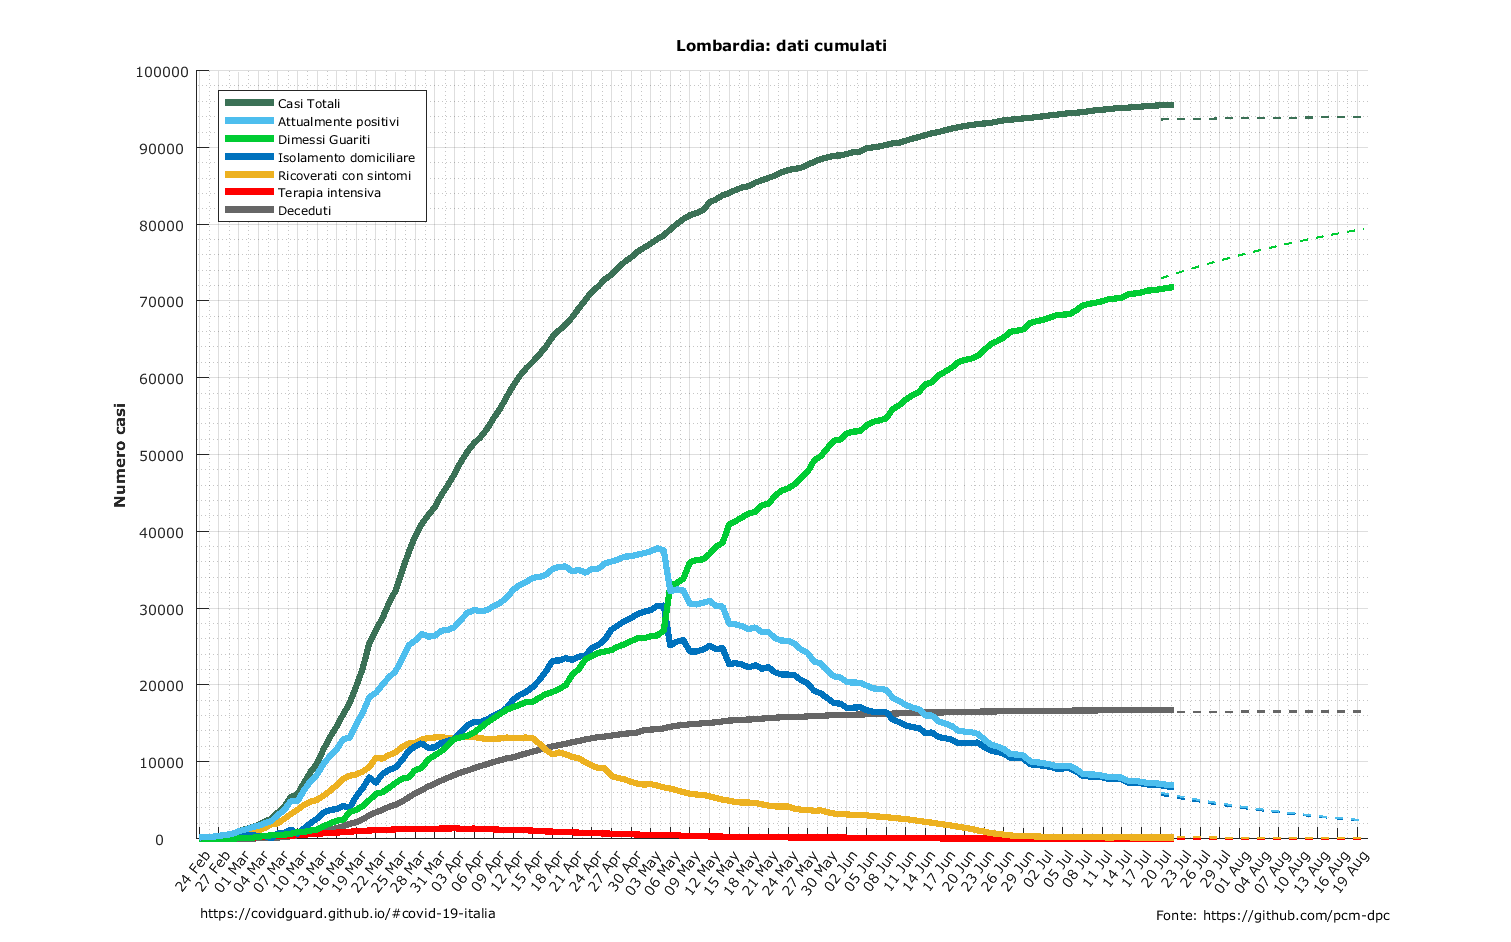 Lombardia: dati cumulati
100000
90000
80000
70000
60000
50000
40000
30000
20000
10000
0
Numero casi
Casi Totali
Attualmente positivi
Dimessi Guariti
Isolamento domiciliare
Ricoverati con sintomi
Terapia intensiva
Deceduti
24 Feb
27 Feb
01 Mar
04 Mar
07 Mar
10 Mar
13 Mar
16 Mar
19 Mar
22 Mar
25 Mar
28 Mar
31 Mar
03 Apr
06 Apr
09 Apr
12 Apr
15 Apr
18 Apr
21 Apr
24 Apr
27 Apr
30 Apr
03 May
06 May
09 May
12 May
15 May
18 May
21 May
24 May
27 May
30 May
02 Jun
05 Jun
08 Jun
11 Jun
14 Jun
17 Jun
20 Jun
23 Jun
26 Jun
29 Jun
02 Jul
05 Jul
08 Jul
11 Jul
14 Jul
17 Jul
20 Jul
23 Jul
26 Jul
29 Jul
01 Aug
04 Aug
07 Aug
10 Aug
13 Aug
16 Aug
19 Aug
https://covidguard.github.io/#covid-19-italia
Fonte: https://github.com/pcm-dpc